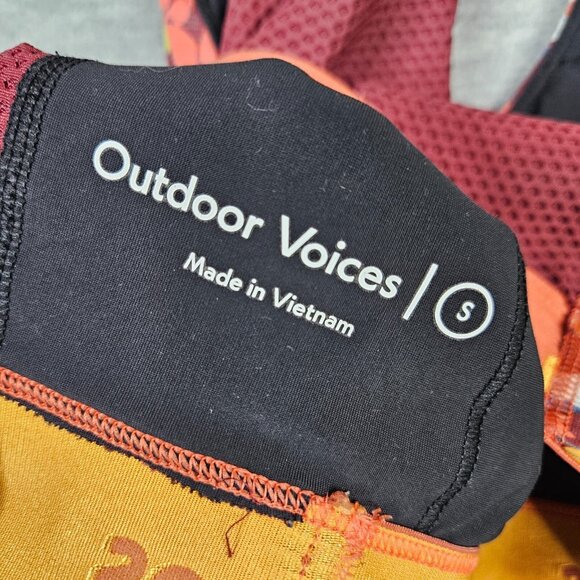 Outdoor Voices | S
Made in Vietnam